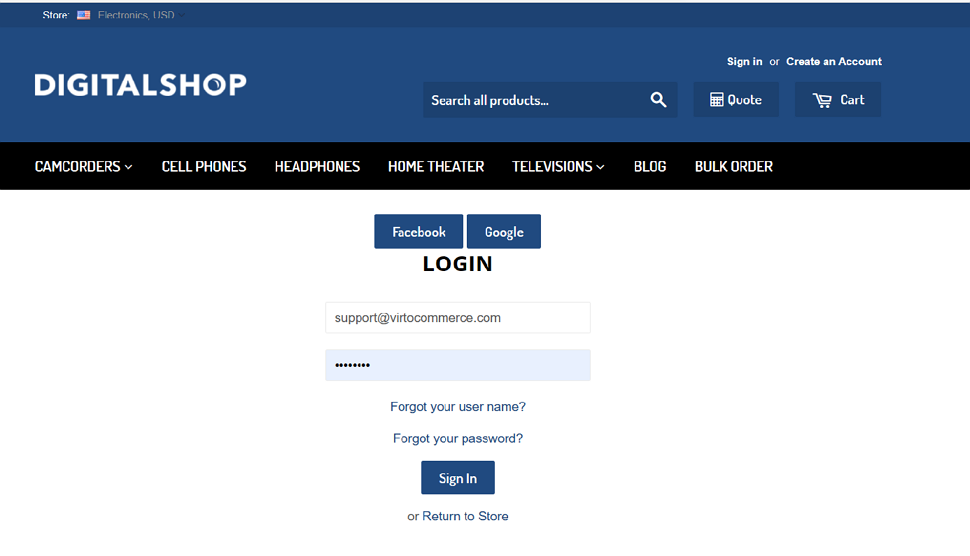 Store: Electronics, USD
Sign in or Create an Account
DIGITALSHOP
Search all products... Quote Cart
CAMCORDERS CELL PHONES HEADPHONES HOME THEATER TELEVISIONS BLOG BULK ORDER
Facebook Google
LOGIN
support@virtocommerce.com
••••••••
Forgot your user name?
Forgot your password?
Sign In
or Return to Store